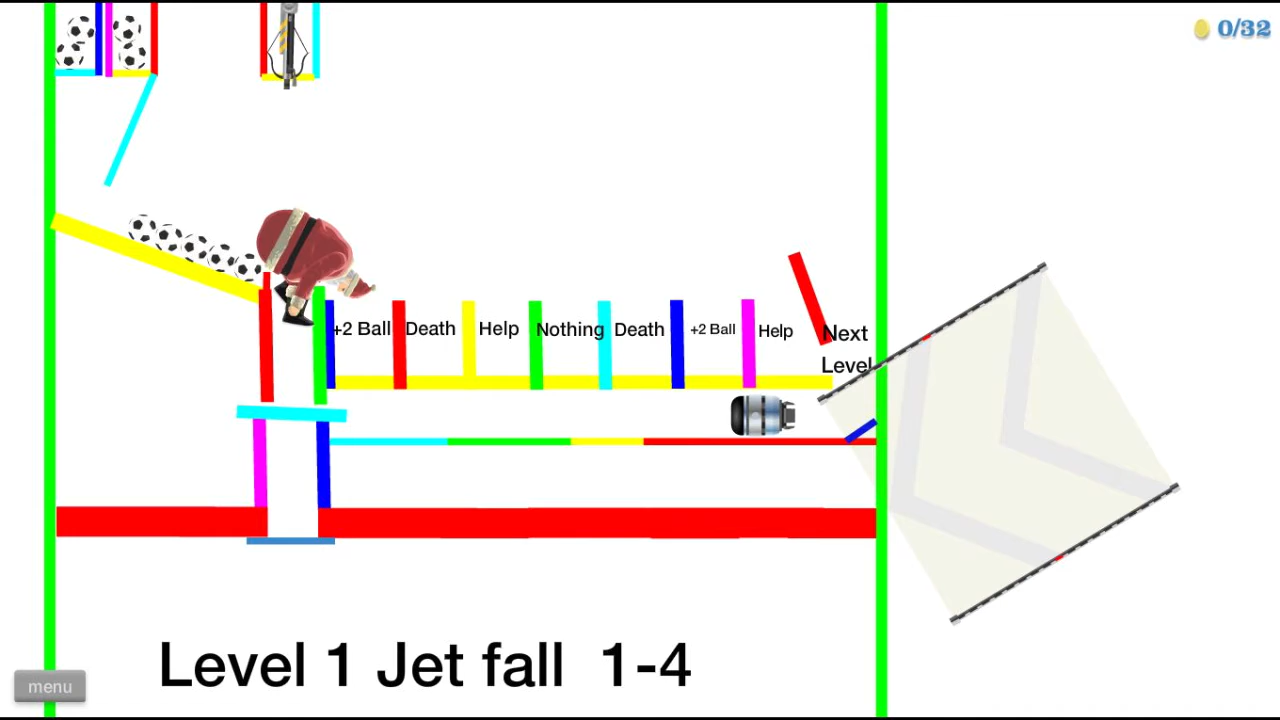 0/32
+2 Ball Death Help Nothing Death +2 Ball Help Next
Level
Level 1 Jet fall 1-4
menu